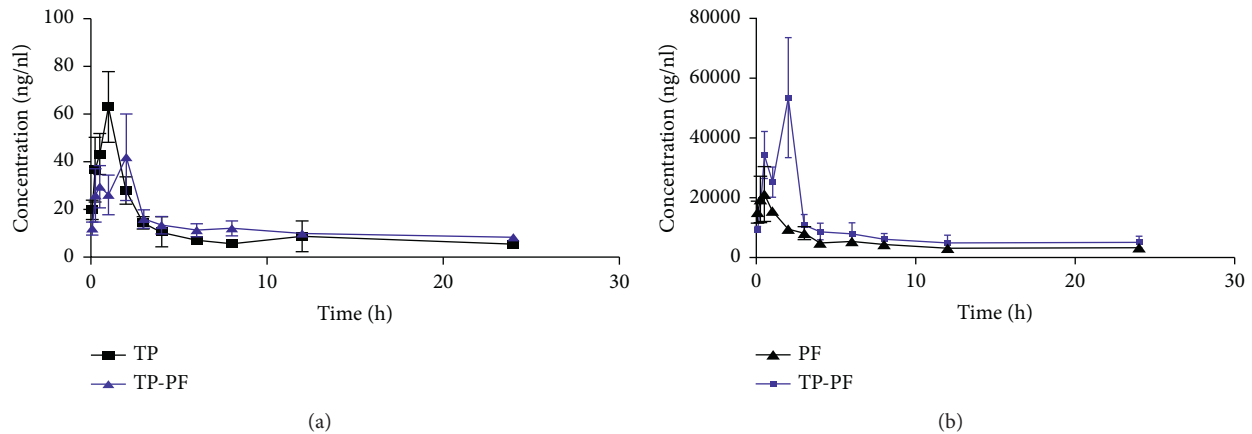 Concentration (ng/nl)
100
80
60
40
20
0
0 10 20 30
Time (h)
TP
TP-PF
(a)
Concentration (ng/nl)
80000
60000
40000
20000
0
0 10 20 30
Time (h)
PF
TP-PF
(b)